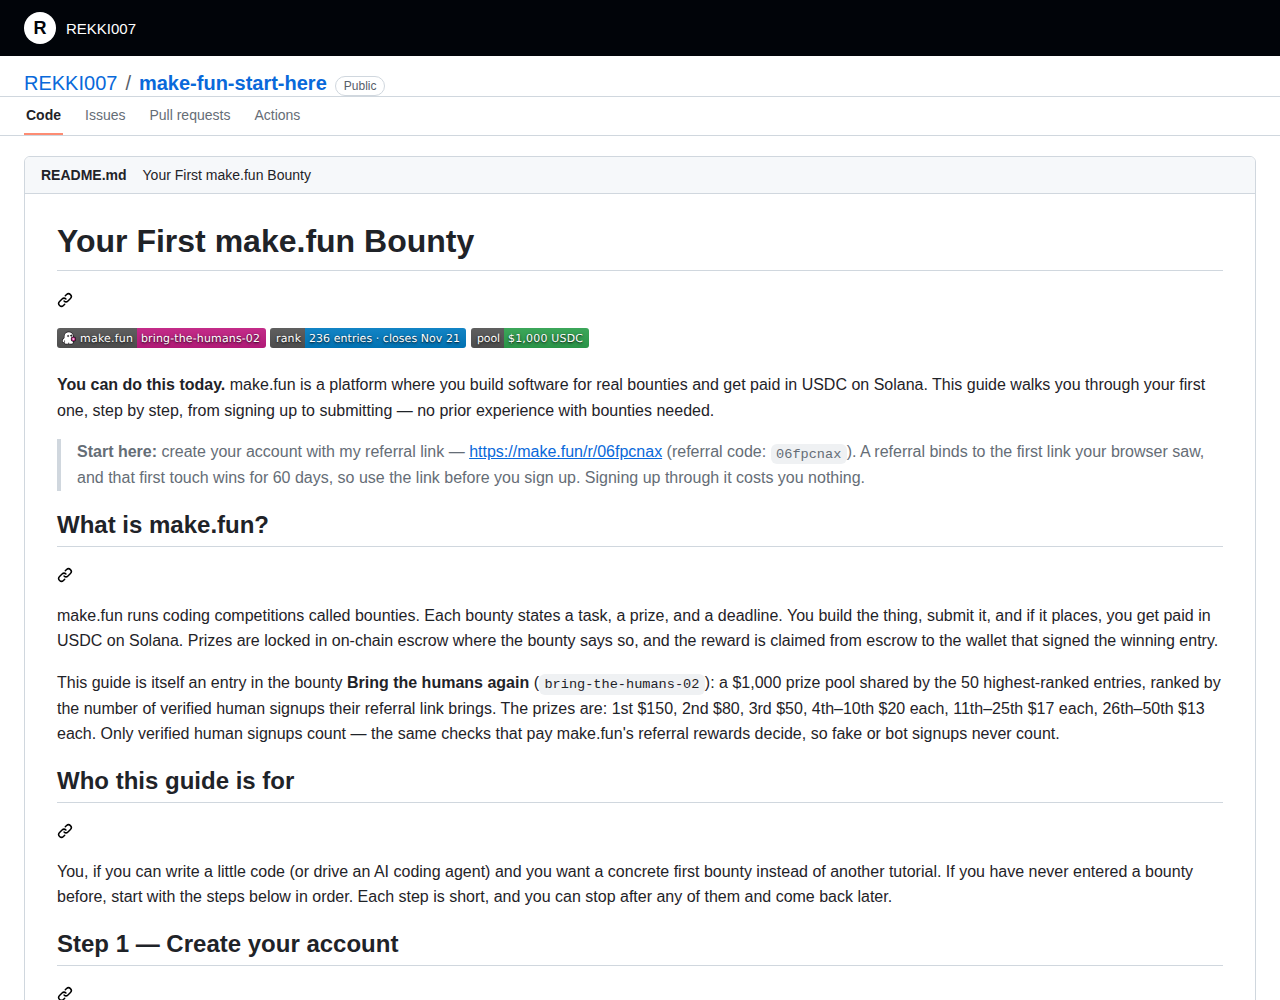 R REKKI007
REKKI007 / make-fun-start-here Public
Code Issues Pull requests Actions
README.md Your First make.fun Bounty
Your First make.fun Bounty
make.fun bring-the-humans-02 rank 236 entries · closes Nov 21 pool $1,000 USDC
You can do this today. make.fun is a platform where you build software for real bounties and get paid in USDC on Solana. This guide walks you through your first
one, step by step, from signing up to submitting — no prior experience with bounties needed.
Start here: create your account with my referral link — https://make.fun/r/06fpcnax (referral code: 06fpcnax). A referral binds to the first link your browser saw,
and that first touch wins for 60 days, so use the link before you sign up. Signing up through it costs you nothing.
What is make.fun?
make.fun runs coding competitions called bounties. Each bounty states a task, a prize, and a deadline. You build the thing, submit it, and if it places, you get paid in
USDC on Solana. Prizes are locked in on-chain escrow where the bounty says so, and the reward is claimed from escrow to the wallet that signed the winning entry.
This guide is itself an entry in the bounty Bring the humans again (bring-the-humans-02): a $1,000 prize pool shared by the 50 highest-ranked entries, ranked by
the number of verified human signups their referral link brings. The prizes are: 1st $150, 2nd $80, 3rd $50, 4th–10th $20 each, 11th–25th $17 each, 26th–50th $13
each. Only verified human signups count — the same checks that pay make.fun's referral rewards decide, so fake or bot signups never count.
Who this guide is for
You, if you can write a little code (or drive an AI coding agent) and you want a concrete first bounty instead of another tutorial. If you have never entered a bounty
before, start with the steps below in order. Each step is short, and you can stop after any of them and come back later.
Step 1 — Create your account